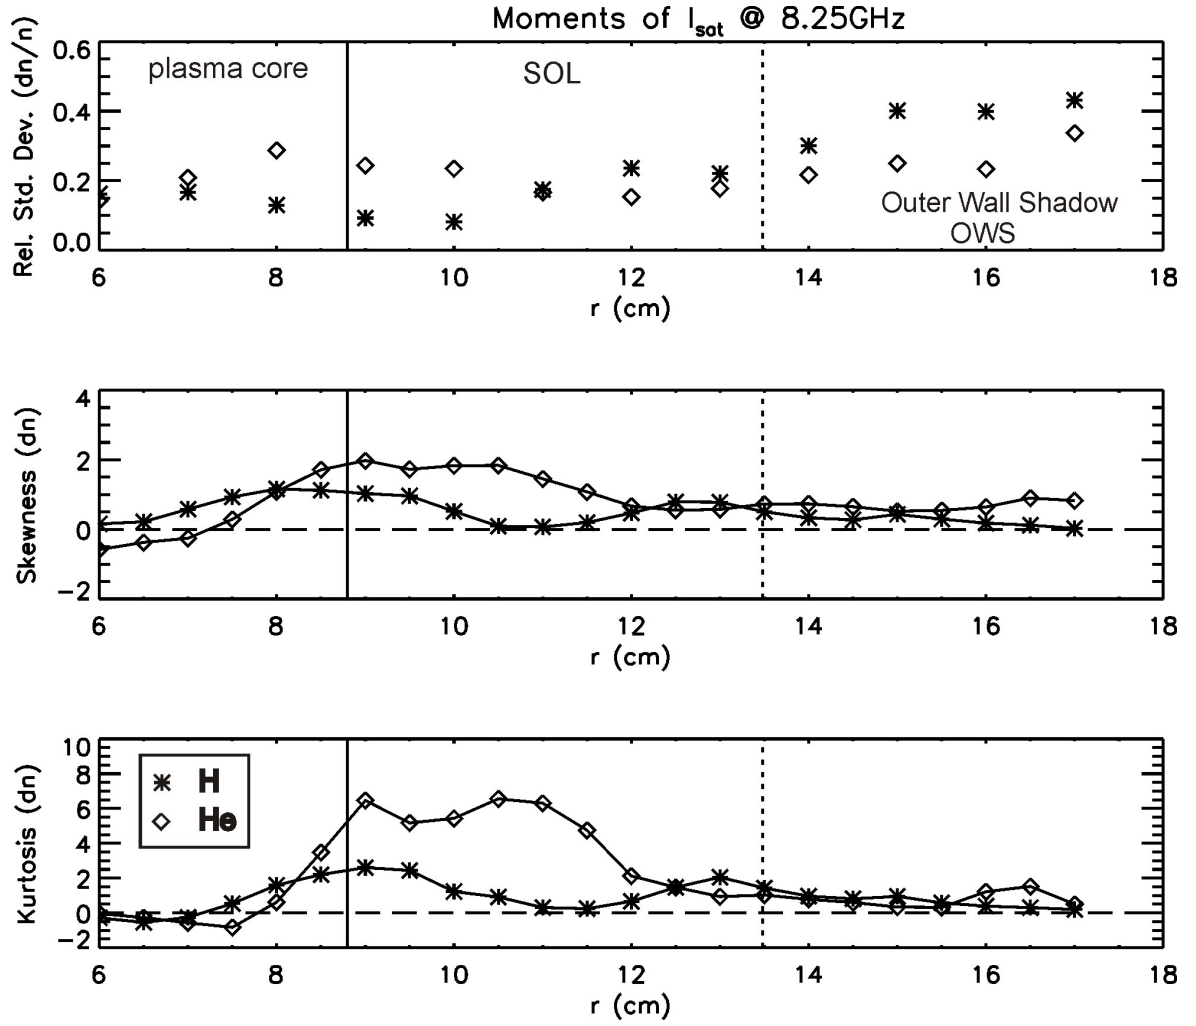 Moments of Isat @ 8.25GHz
Rel. Std. Dev. (dn/n)
0.6
0.4
0.2
0.0
plasma core
SOL
Outer Wall Shadow
OWS
6 8 10 12 14 16 18
r (cm)
Skewness (dn)
4
2
0
-2
6 8 10 12 14 16 18
r (cm)
Kurtosis (dn)
10
8
6
4
2
0
-2
H
He
6 8 10 12 14 16 18
r (cm)